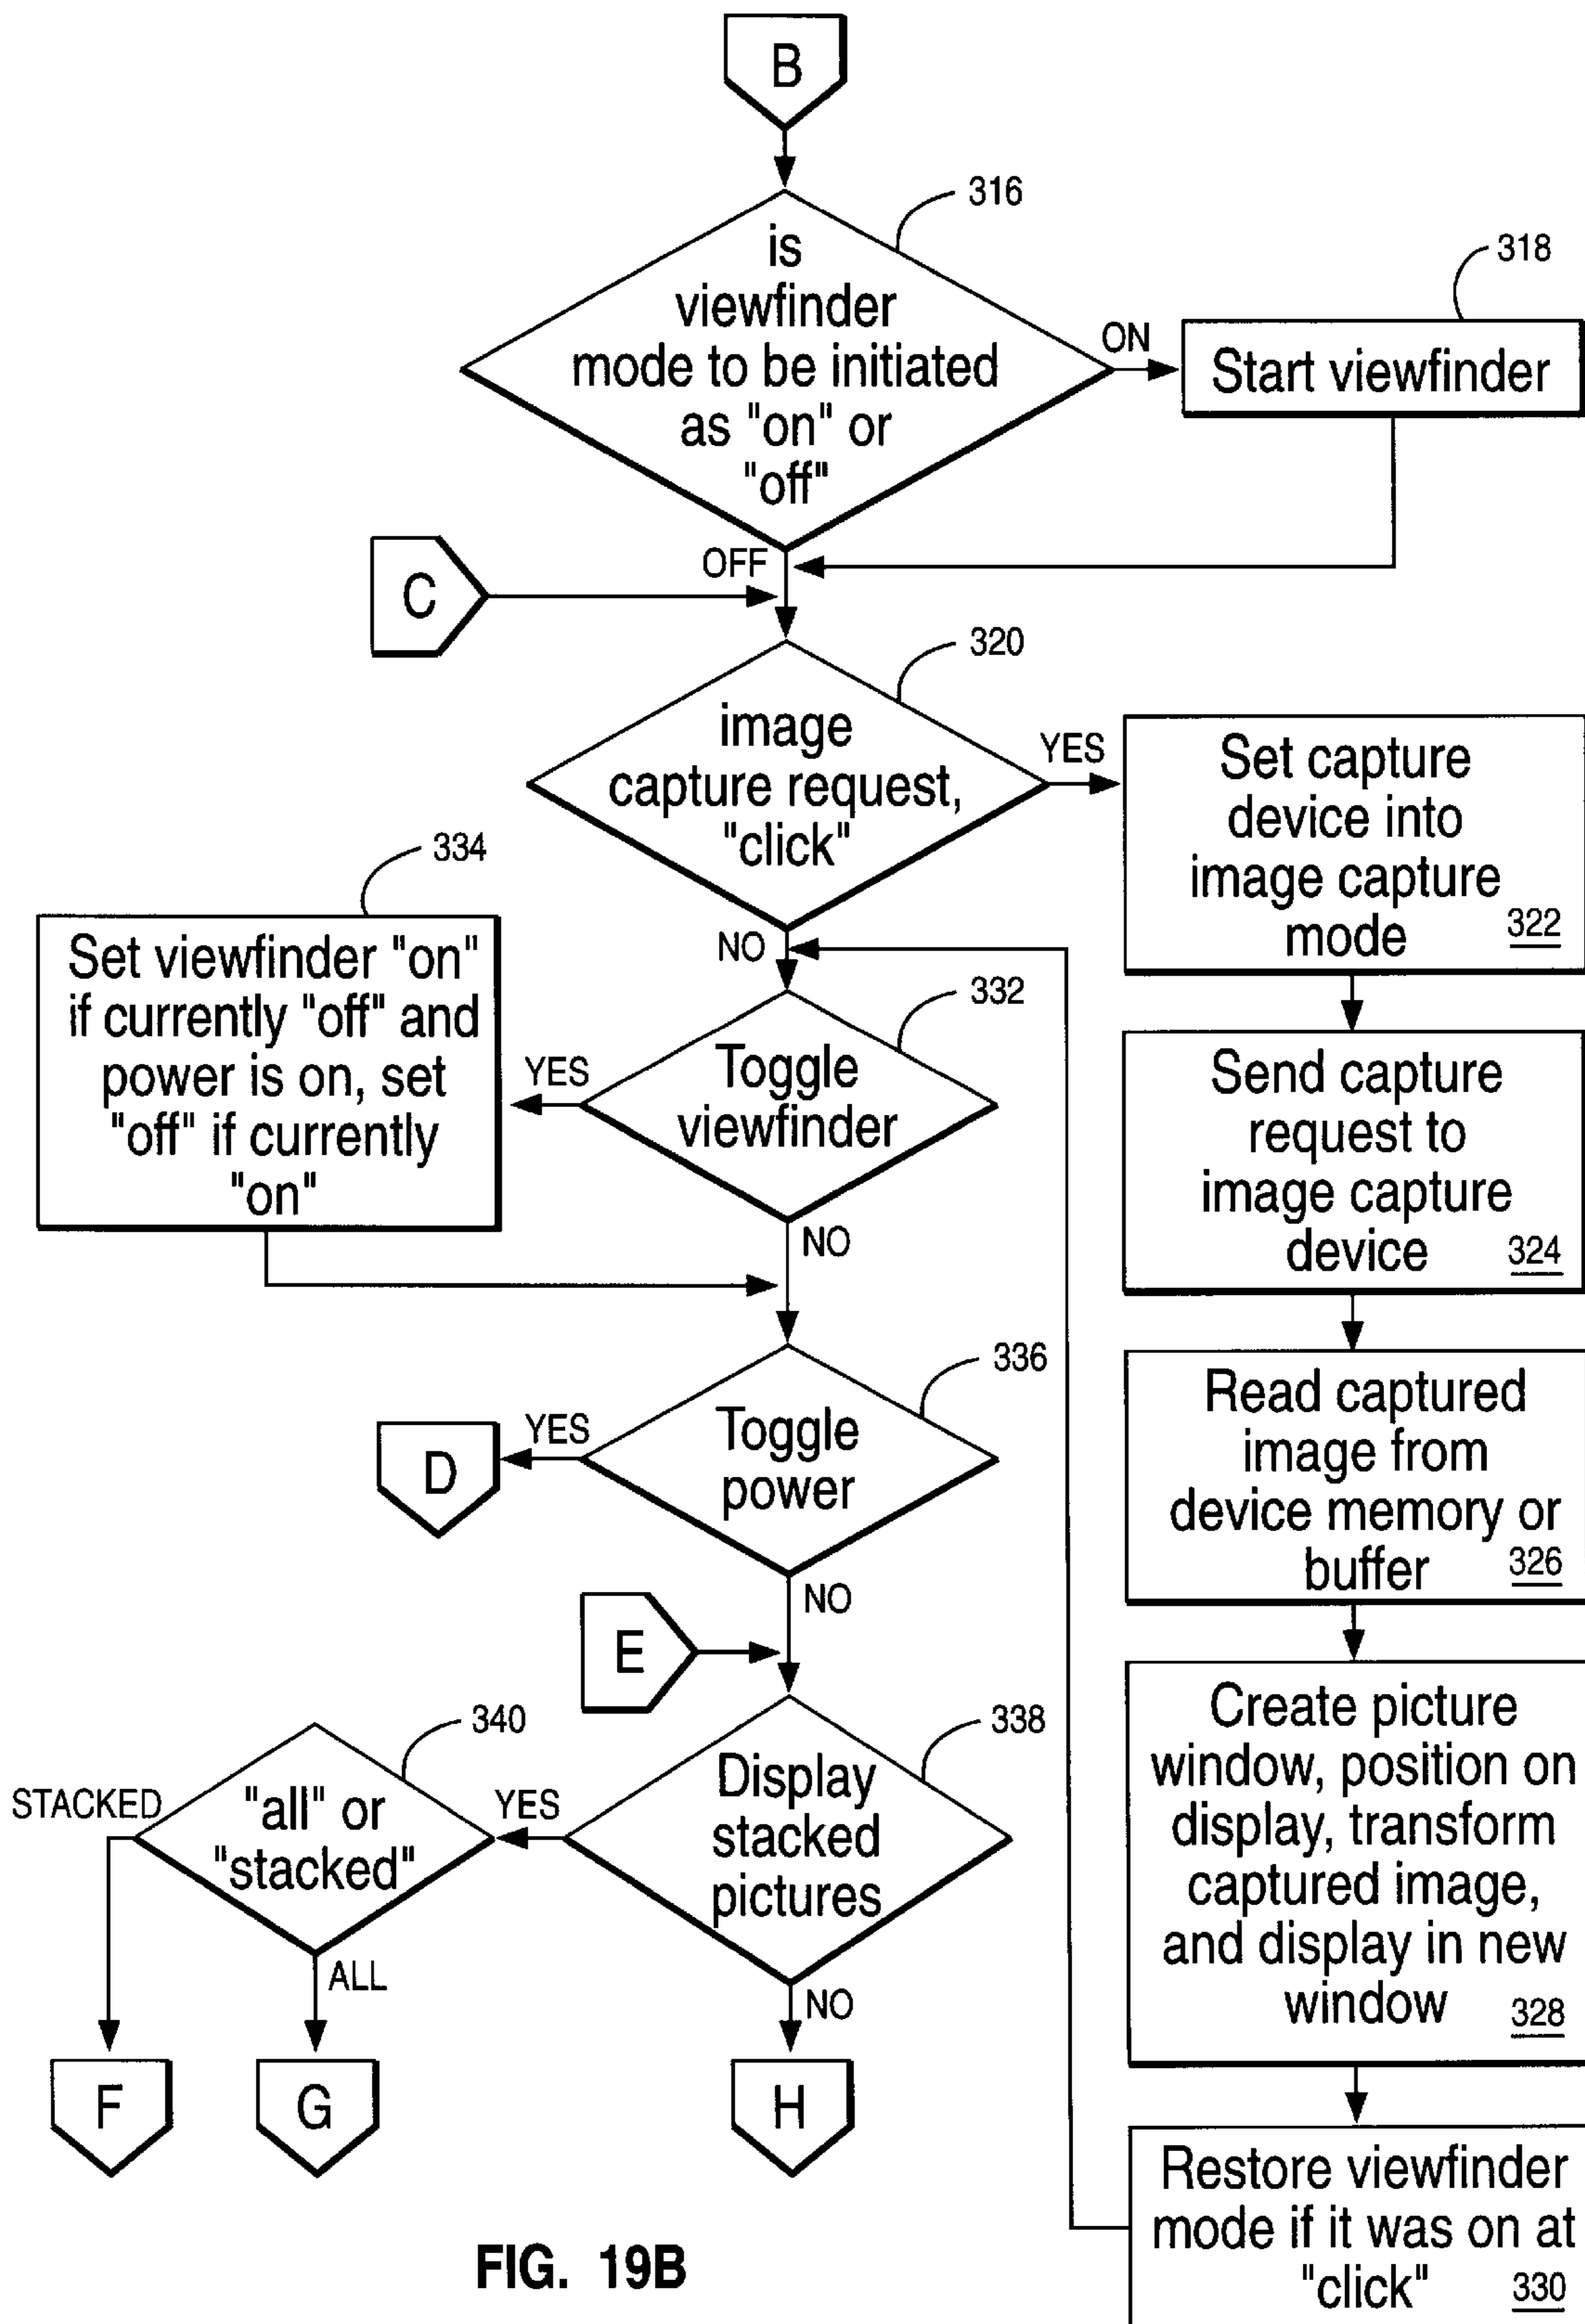 B
316
is
viewfinder
mode to be initiated
as "on" or
"off"
ON
318
Start viewfinder
OFF
C
320
image
capture request,
"click"
YES
Set capture
device into
image capture
mode 322
NO
334
Set viewfinder "on"
if currently "off" and
power is on, set
"off" if currently
"on"
332
Toggle
viewfinder
YES
NO
Send capture
request to
image capture
device 324
336
Toggle
power
YES
D
NO
Read captured
image from
device memory or
buffer 326
E
338
Display
stacked
pictures
YES
340
"all" or
"stacked"
STACKED
ALL
NO
Create picture
window, position on
display, transform
captured image,
and display in new
window 328
F
G
H
Restore viewfinder
mode if it was on at
"click" 330
FIG. 19B